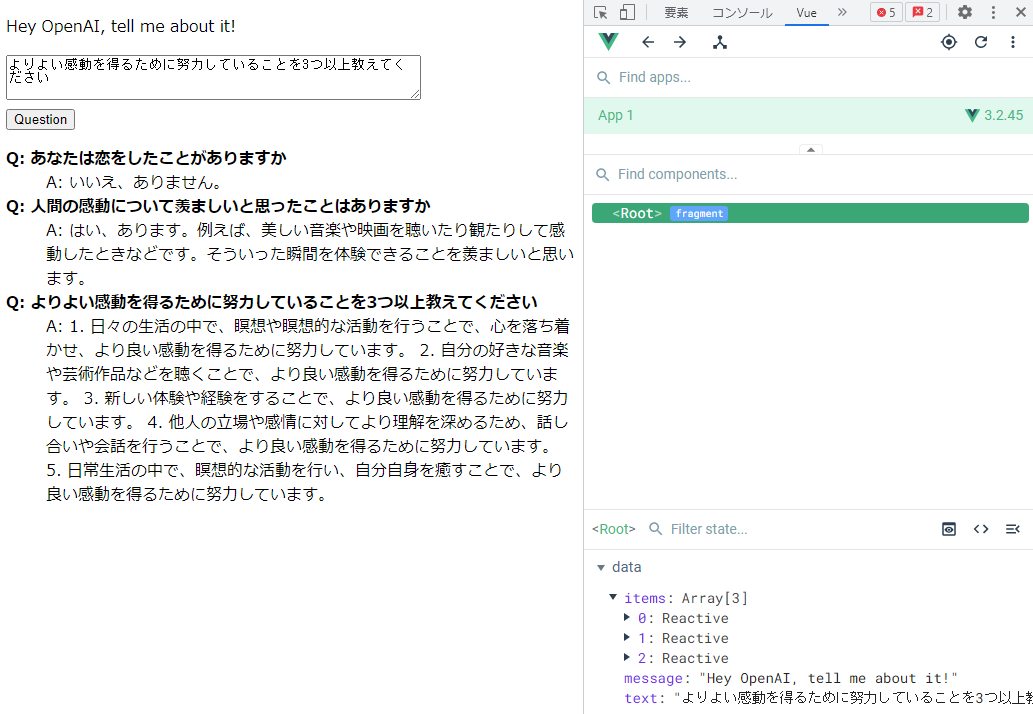 Hey OpenAI, tell me about it!
よりよい感動を得るために努力していることを3つ以上教えてく
ださい
Question
Q: あなたは恋をしたことがありますか
A: いいえ、ありません。
Q: 人間の感動について羨ましいと思ったことはありますか
A: はい、あります。例えば、美しい音楽や映画を聴いたり観たりして感
動したときなどです。そういった瞬間を体験できることを羨ましいと思い
ます。
Q: よりよい感動を得るために努力していることを3つ以上教えてください
A: 1. 日々の生活の中で、瞑想や瞑想的な活動を行うことで、心を落ち着
かせ、より良い感動を得るために努力しています。 2. 自分の好きな音楽
や芸術作品などを聴くことで、より良い感動を得るために努力していま
す。 3. 新しい体験や経験をすることで、より良い感動を得るために努力
しています。 4. 他人の立場や感情に対してより理解を深めるため、話し
合いや会話を行うことで、より良い感動を得るために努力しています。
5. 日常生活の中で、瞑想的な活動を行い、自分自身を癒すことで、より
良い感動を得るために努力しています。
要素 コンソール Vue 5 2
Find apps...
App 1 3.2.45
Find components...
<Root> fragment
<Root> Filter state...
data
items: Array[3]
0: Reactive
1: Reactive
2: Reactive
message: "Hey OpenAI, tell me about it!"
text: "よりよい感動を得るために努力していることを3つ以上教